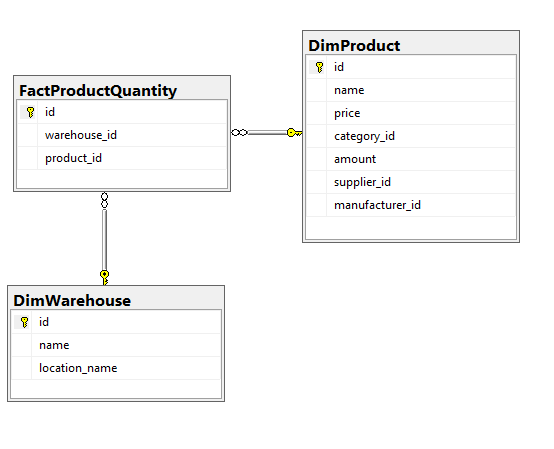 FactProductQuantity
id
warehouse_id
product_id
DimProduct
id
name
price
category_id
amount
supplier_id
manufacturer_id
DimWarehouse
id
name
location_name